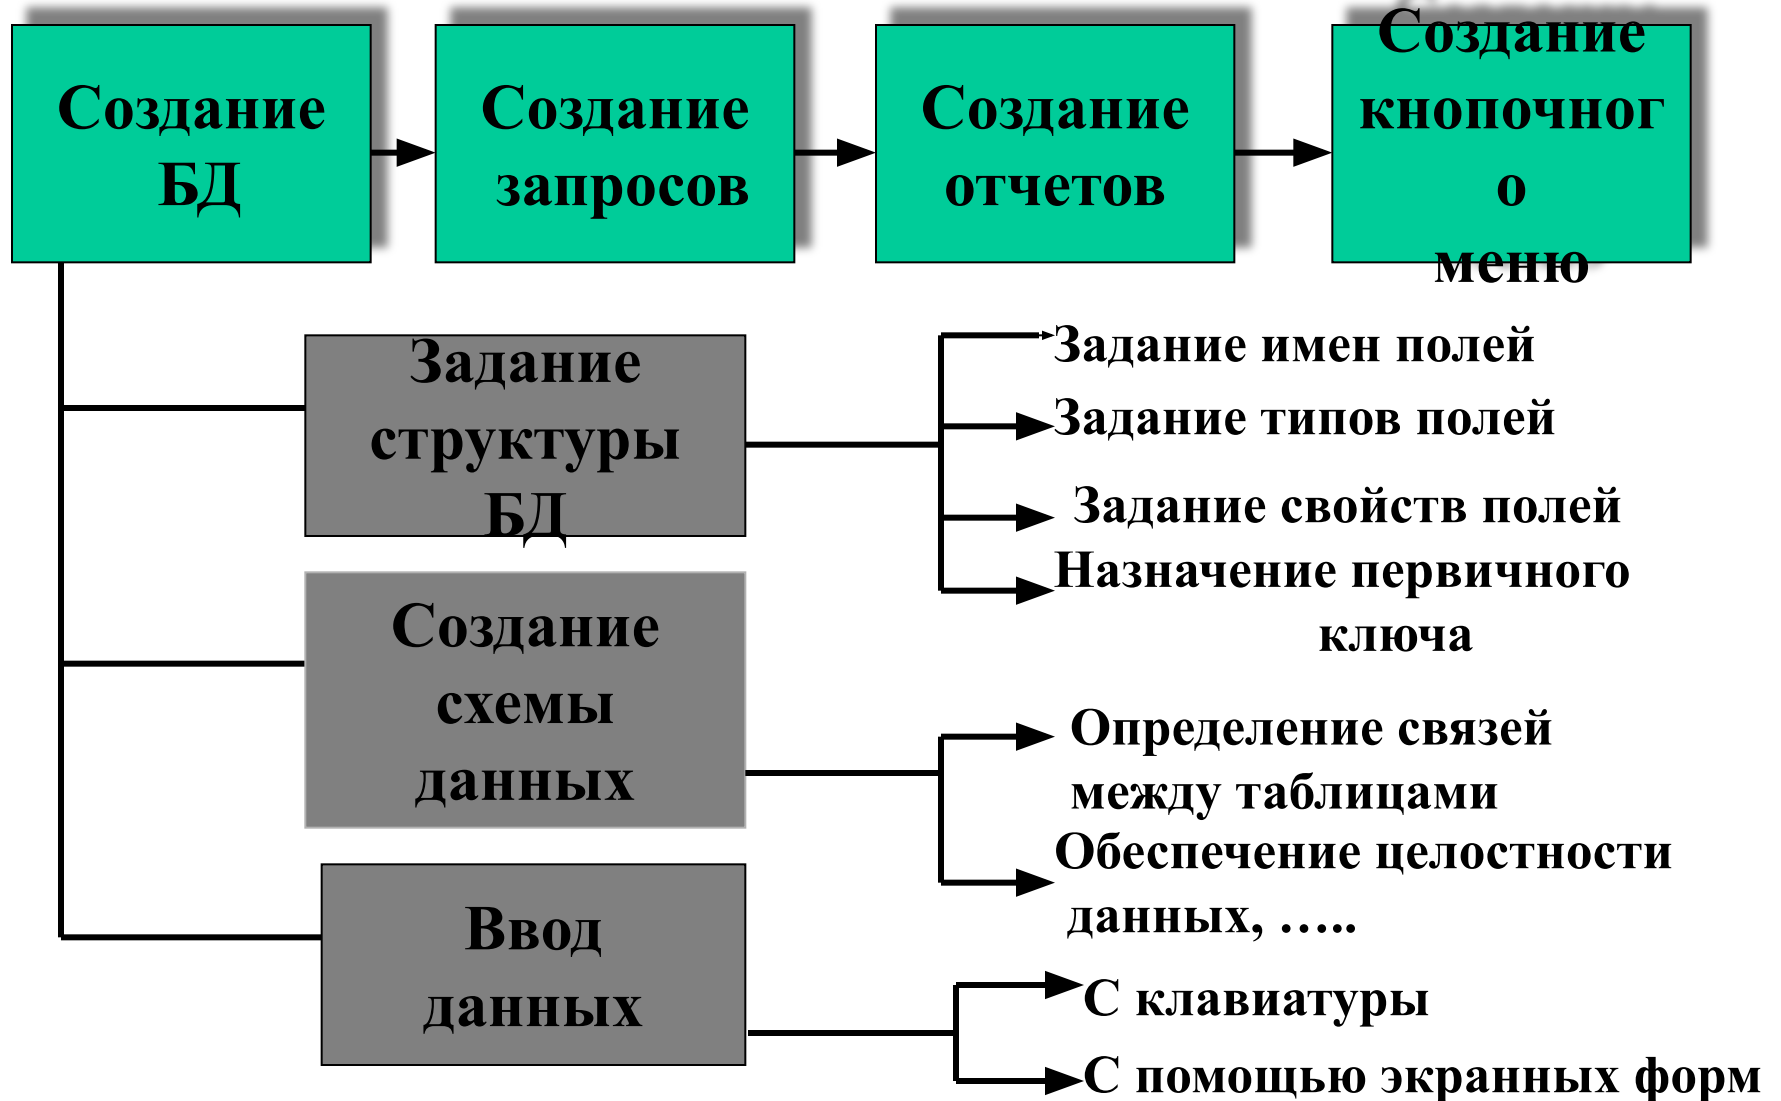 Создание
БД
Создание
запросов
Создание
отчетов
Создание
кнопочног
о
меню
Задание
структуры
БД
Задание имен полей
Задание типов полей
Задание свойств полей
Назначение первичного
ключа
Создание
схемы
данных
Определение связей
между таблицами
Обеспечение целостности
данных, …..
Ввод
данных
С клавиатуры
С помощью экранных форм